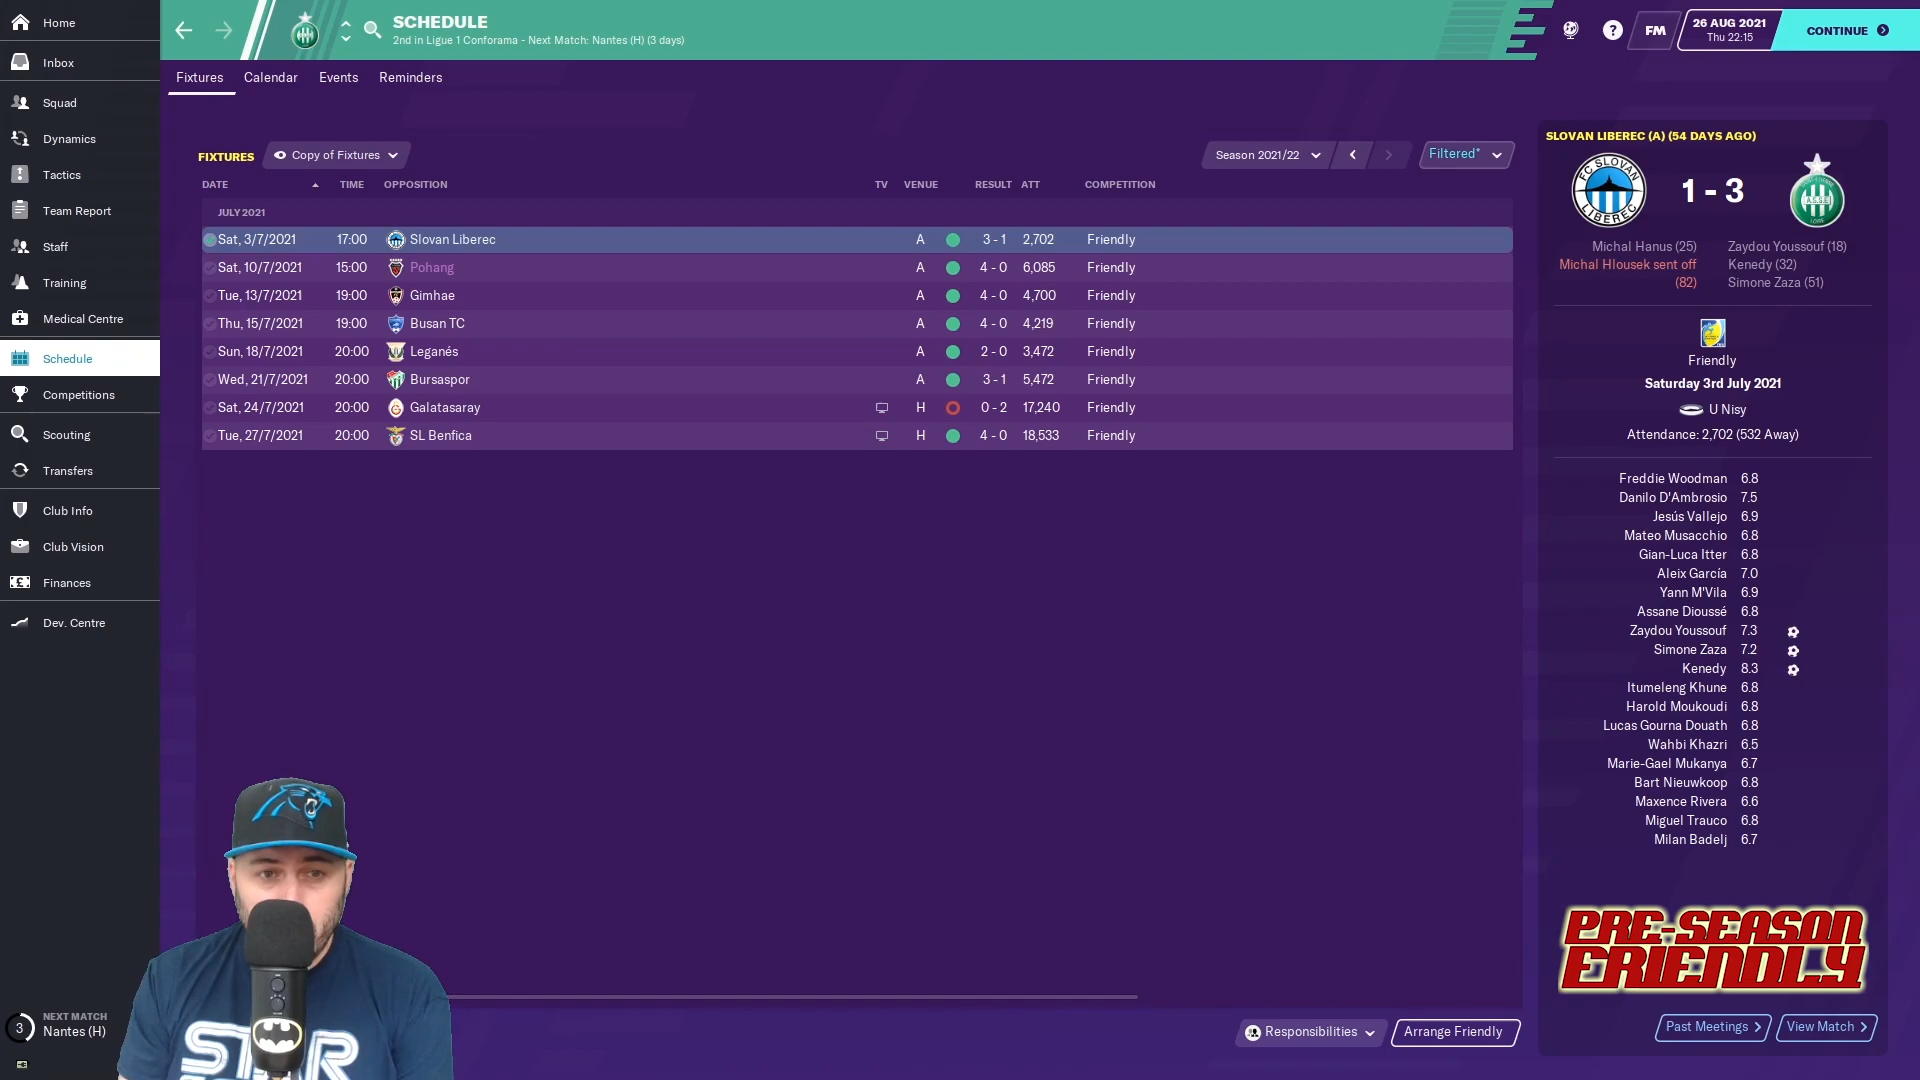 Home
Inbox
Squad
Dynamics
Tactics
Team Report
Staff
Training
Medical Centre
Schedule
Competitions
Scouting
Transfers
Club Info
Club Vision
Finances
Dev. Centre
3
NEXT MATCH
Nantes (H)
SCHEDULE
2nd in Ligue 1 Conforama - Next Match: Nantes (H) (3 days)
?
FM
26 AUG 2021
Thu 22:15
CONTINUE
Fixtures Calendar Events Reminders
FIXTURES Copy of Fixtures Season 2021/22 Filtered*
DATE TIME OPPOSITION TV VENUE RESULT ATT COMPETITION
JULY 2021
Sat, 3/7/2021 17:00 Slovan Liberec A 3 - 1 2,702 Friendly
Sat, 10/7/2021 15:00 Pohang A 4 - 0 6,085 Friendly
Tue, 13/7/2021 19:00 Gimhae A 4 - 0 4,700 Friendly
Thu, 15/7/2021 19:00 Busan TC A 4 - 0 4,219 Friendly
Sun, 18/7/2021 20:00 Leganés A 2 - 0 3,472 Friendly
Wed, 21/7/2021 20:00 Bursaspor A 3 - 1 5,472 Friendly
Sat, 24/7/2021 20:00 Galatasaray H 0 - 2 17,240 Friendly
Tue, 27/7/2021 20:00 SL Benfica H 4 - 0 18,533 Friendly
Responsibilities Arrange Friendly
SLOVAN LIBEREC (A) (54 DAYS AGO)
FC SLOVAN
LIBEREC
1 - 3
Michal Hanus (25) Zaydou Youssouf (18)
Michal Hlousek sent off Kenedy (32)
(82) Simone Zaza (51)
Friendly
Saturday 3rd July 2021
U Nisy
Attendance: 2,702 (532 Away)
Freddie Woodman 6.8
Danilo D'Ambrosio 7.5
Jesús Vallejo 6.9
Mateo Musacchio 6.8
Gian-Luca Itter 6.8
Aleix García 7.0
Yann M'Vila 6.9
Assane Dioussé 6.8
Zaydou Youssouf 7.3
Simone Zaza 7.2
Kenedy 8.3
Itumeleng Khune 6.8
Harold Moukoudi 6.8
Lucas Gourna Douath 6.8
Wahbi Khazri 6.5
Marie-Gael Mukanya 6.7
Bart Nieuwkoop 6.8
Maxence Rivera 6.6
Miguel Trauco 6.8
Milan Badelj 6.7
PRE-SEASON
FRIENDLY
Past Meetings View Match
STAR